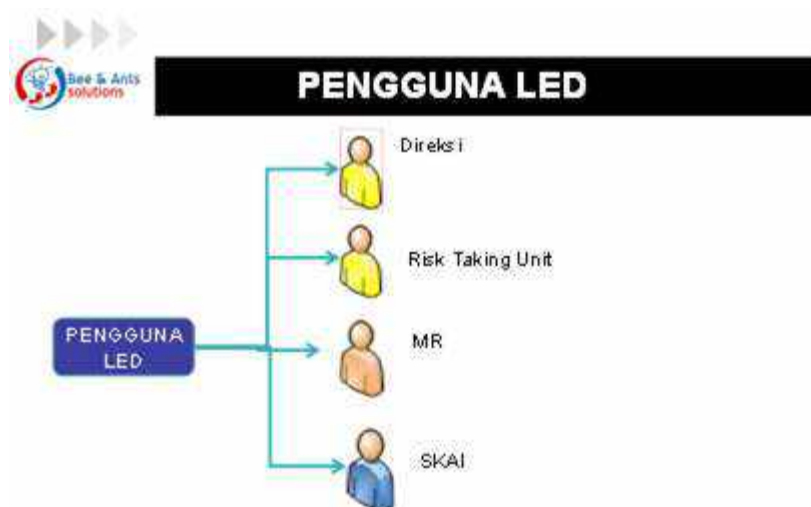 Bee & Ants
solutions
PENGGUNA LED
Direksi
Risk Taking Unit
PENGGUNA
LED
MR
SKAI